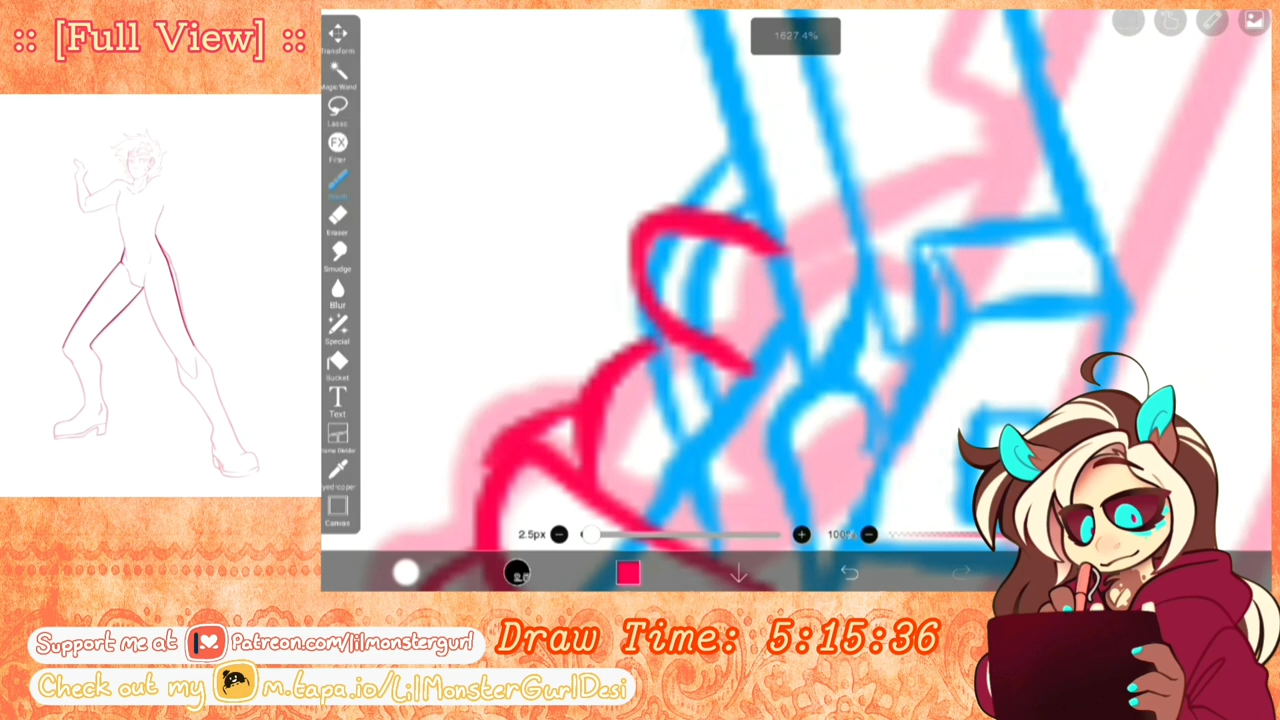 :: [Full View] ::
1627.4%
Transform
Magic Wand
Lasso
FX
Filter
Eraser
Smudge
Blur
Special
Bucket
T
Text
Canvas
2.5px
100%
Support me at Patreon.com/lilmonstergurl
Draw Time: 5:15:36
Check out my m.tapa.io/LilMonsterGurlDesi